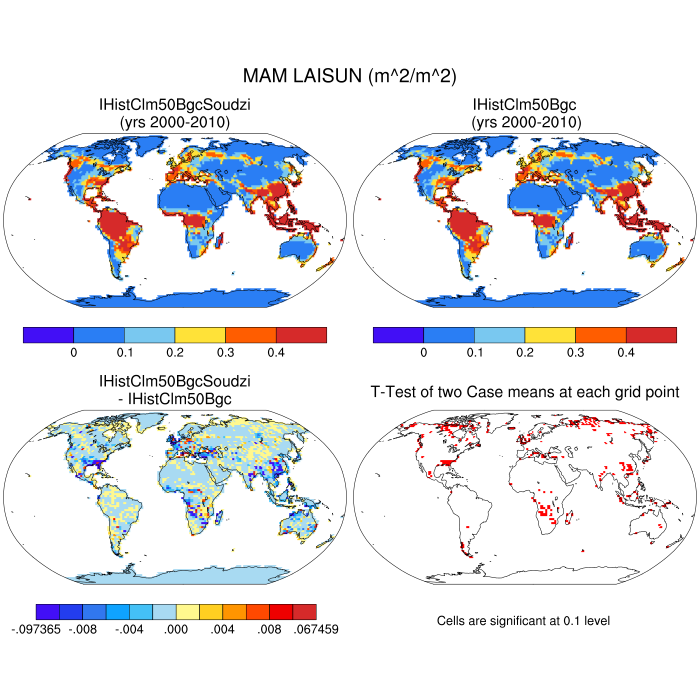 MAM LAISUN (m^2/m^2)
IHistClm50BgcSoudzi
(yrs 2000-2010)
IHistClm50Bgc
(yrs 2000-2010)
0 0.1 0.2 0.3 0.4
0 0.1 0.2 0.3 0.4
IHistClm50BgcSoudzi
- IHistClm50Bgc
T-Test of two Case means at each grid point
-.097365 -.008 -.004 .000 .004 .008 .067459
Cells are significant at 0.1 level